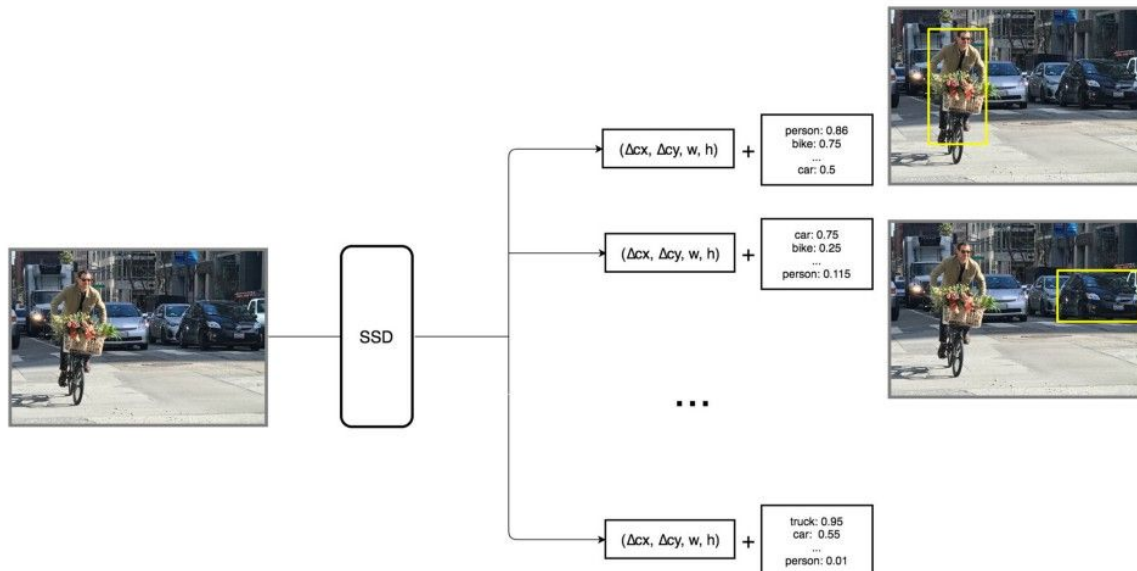 (Δcx, Δcy, w, h)
+
person: 0.86
bike: 0.75
...
car: 0.5
(Δcx, Δcy, w, h)
+
car: 0.75
bike: 0.25
...
person: 0.115
SSD
...
(Δcx, Δcy, w, h)
+
truck: 0.95
car: 0.55
...
person: 0.01